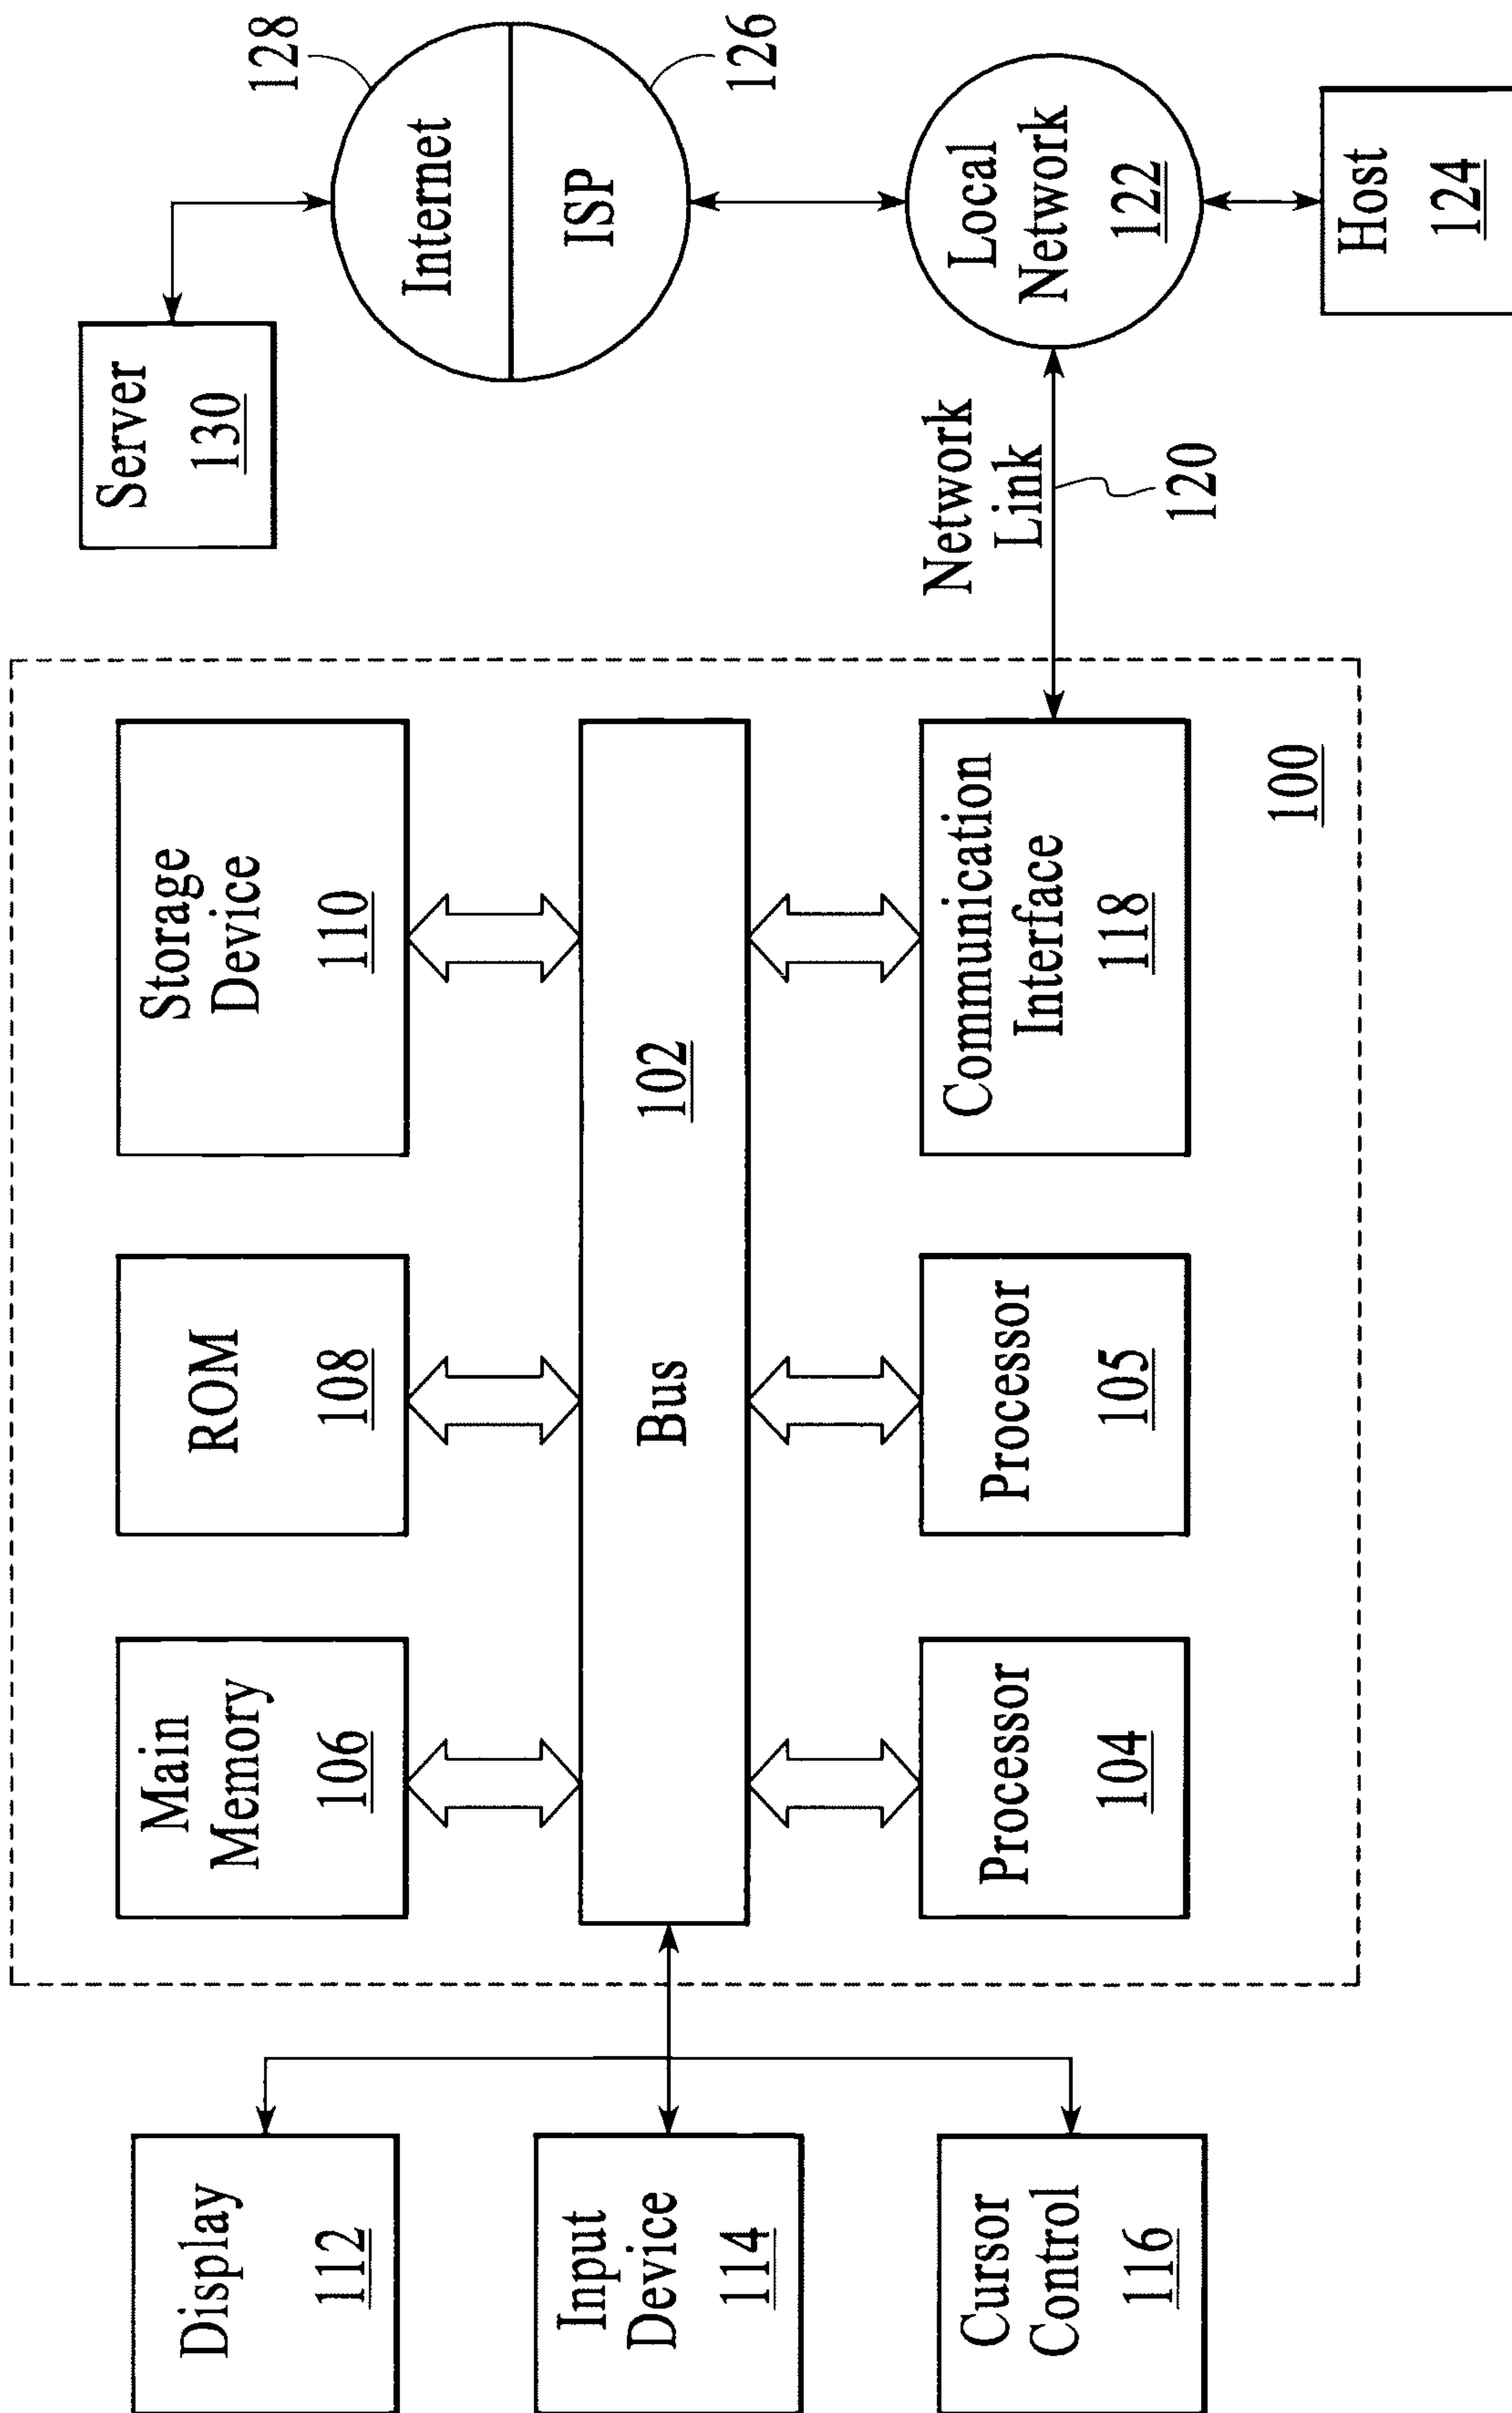 Display
112
Input
Device
114
Cursor
Control
116
Main
Memory
106
ROM
108
Storage
Device
110
Bus
102
Processor
104
Processor
105
Communication
Interface
118
100
Network
Link
120
Server
130
128
Internet
ISP
126
Local
Network
122
Host
124